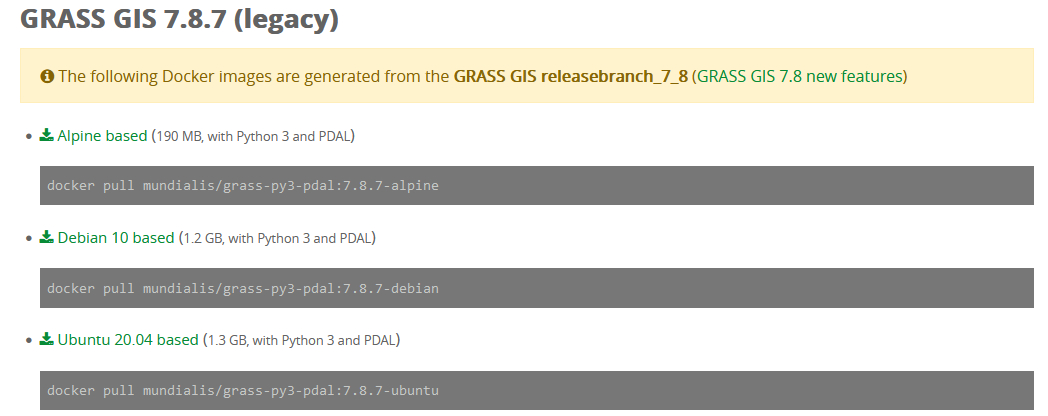 GRASS GIS 7.8.7 (legacy)
The following Docker images are generated from the GRASS GIS releasebranch_7_8 (GRASS GIS 7.8 new features)
Alpine based (190 MB, with Python 3 and PDAL)
docker pull mundialis/grass-py3-pdal:7.8.7-alpine
Debian 10 based (1.2 GB, with Python 3 and PDAL)
docker pull mundialis/grass-py3-pdal:7.8.7-debian
Ubuntu 20.04 based (1.3 GB, with Python 3 and PDAL)
docker pull mundialis/grass-py3-pdal:7.8.7-ubuntu